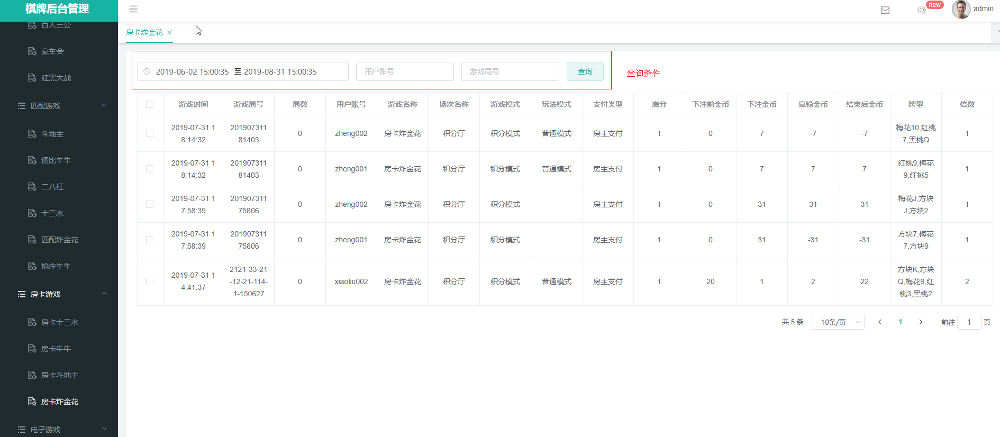 棋牌后台管理
new
admin
百人三公
豪车会
红黑大战
匹配游戏
斗地主
通比牛牛
二八杠
十三水
匹配炸金花
抢庄牛牛
房卡游戏
房卡十三水
房卡牛牛
房卡斗地主
房卡炸金花
电子游戏
房卡炸金花
2019-06-02 15:00:35 至 2019-08-31 15:00:35 用户账号 游戏局号 查询 查询条件
游戏时间 游戏局号 局数 用户账号 游戏名称 场次名称 游戏模式 玩法模式 支付类型 底分 下注前金币 下注金币 赢输金币 结束后金币 牌型 倍数
2019-07-31 1 201907311 梅花10,红桃
0 zheng002 房卡炸金花 积分厅 积分模式 普通模式 房主支付 1 0 7 -7 -7 1
8:14:32 81403 7,黑桃Q
2019-07-31 1 201907311 红桃9,梅花
0 zheng001 房卡炸金花 积分厅 积分模式 普通模式 房主支付 1 0 7 7 7 1
8:14:32 81403 9,红桃5
2019-07-31 1 201907311 梅花J,方块
0 zheng002 房卡炸金花 积分厅 积分模式 房主支付 1 0 31 31 31 1
7:58:39 75806 J,方块2
2019-07-31 1 201907311 方块7,梅花
0 zheng001 房卡炸金花 积分厅 积分模式 房主支付 1 0 31 -31 -31 1
7:58:39 75806 7,方块9
2121-33-21 方块K,方块
2019-07-31 1
-12-21-114- 0 xiaoliu002 房卡炸金花 积分厅 积分模式 普通模式 房主支付 1 20 1 2 22 Q,梅花9,红 2
4:41:37
1-150627 桃3,黑桃2
共 5 条 10条/页 1 前往 1 页